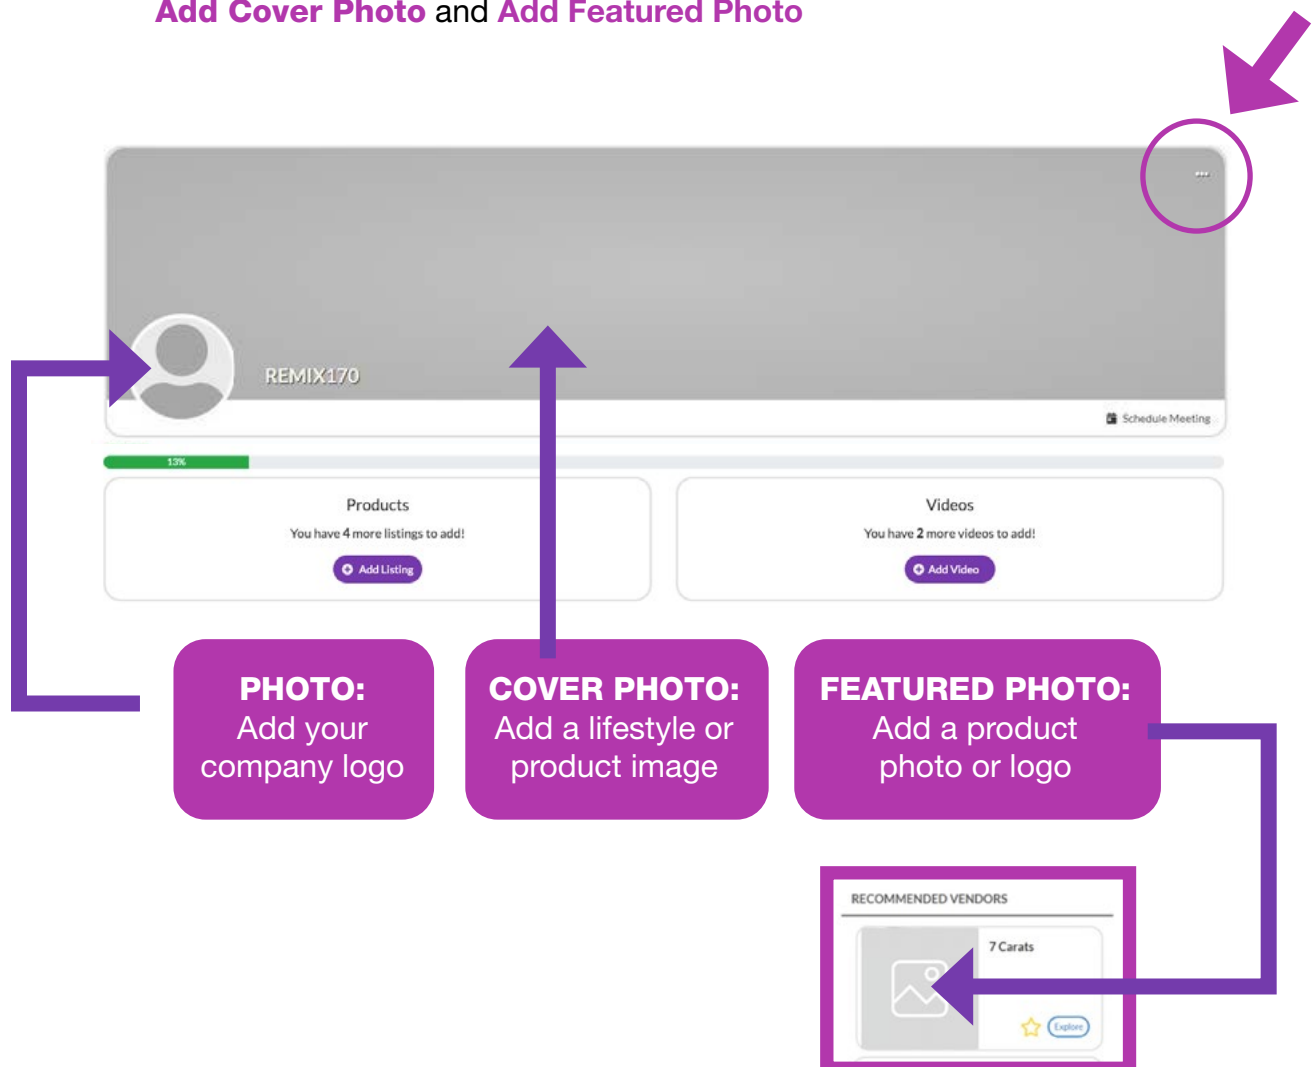 Add Cover Photo and Add Featured Photo
...
REMIX170
Schedule Meeting
13%
Products
You have 4 more listings to add!
Add Listing
Videos
You have 2 more videos to add!
Add Video
PHOTO:
Add your
company logo
COVER PHOTO:
Add a lifestyle or
product image
FEATURED PHOTO:
Add a product
photo or logo
RECOMMENDED VENDORS
7 Carats
Explore